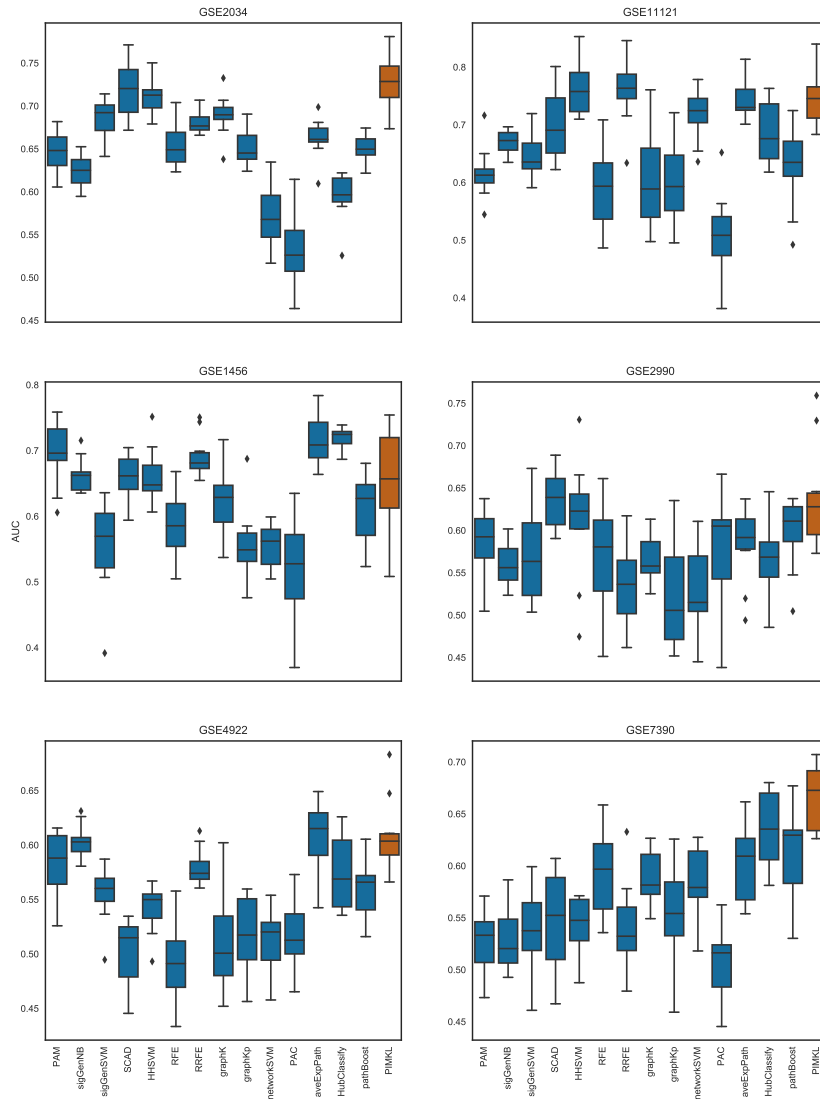 GSE2034
0.75
0.70
0.65
0.60
0.55
0.50
0.45
GSE11121
0.8
0.7
0.6
0.5
0.4
GSE1456
0.8
0.7
0.6
0.5
0.4
AUC
GSE2990
0.75
0.70
0.65
0.60
0.55
0.50
0.45
GSE4922
0.65
0.60
0.55
0.50
0.45
PAM
sigGenNB
sigGenSVM
SCAD
HHSVM
RFE
RRFE
graphK
graphKp
networkSVM
PAC
aveExpPath
HubClassify
pathBoost
PIMKL
GSE7390
0.70
0.65
0.60
0.55
0.50
0.45
PAM
sigGenNB
sigGenSVM
SCAD
HHSVM
RFE
RRFE
graphK
graphKp
networkSVM
PAC
aveExpPath
HubClassify
pathBoost
PIMKL